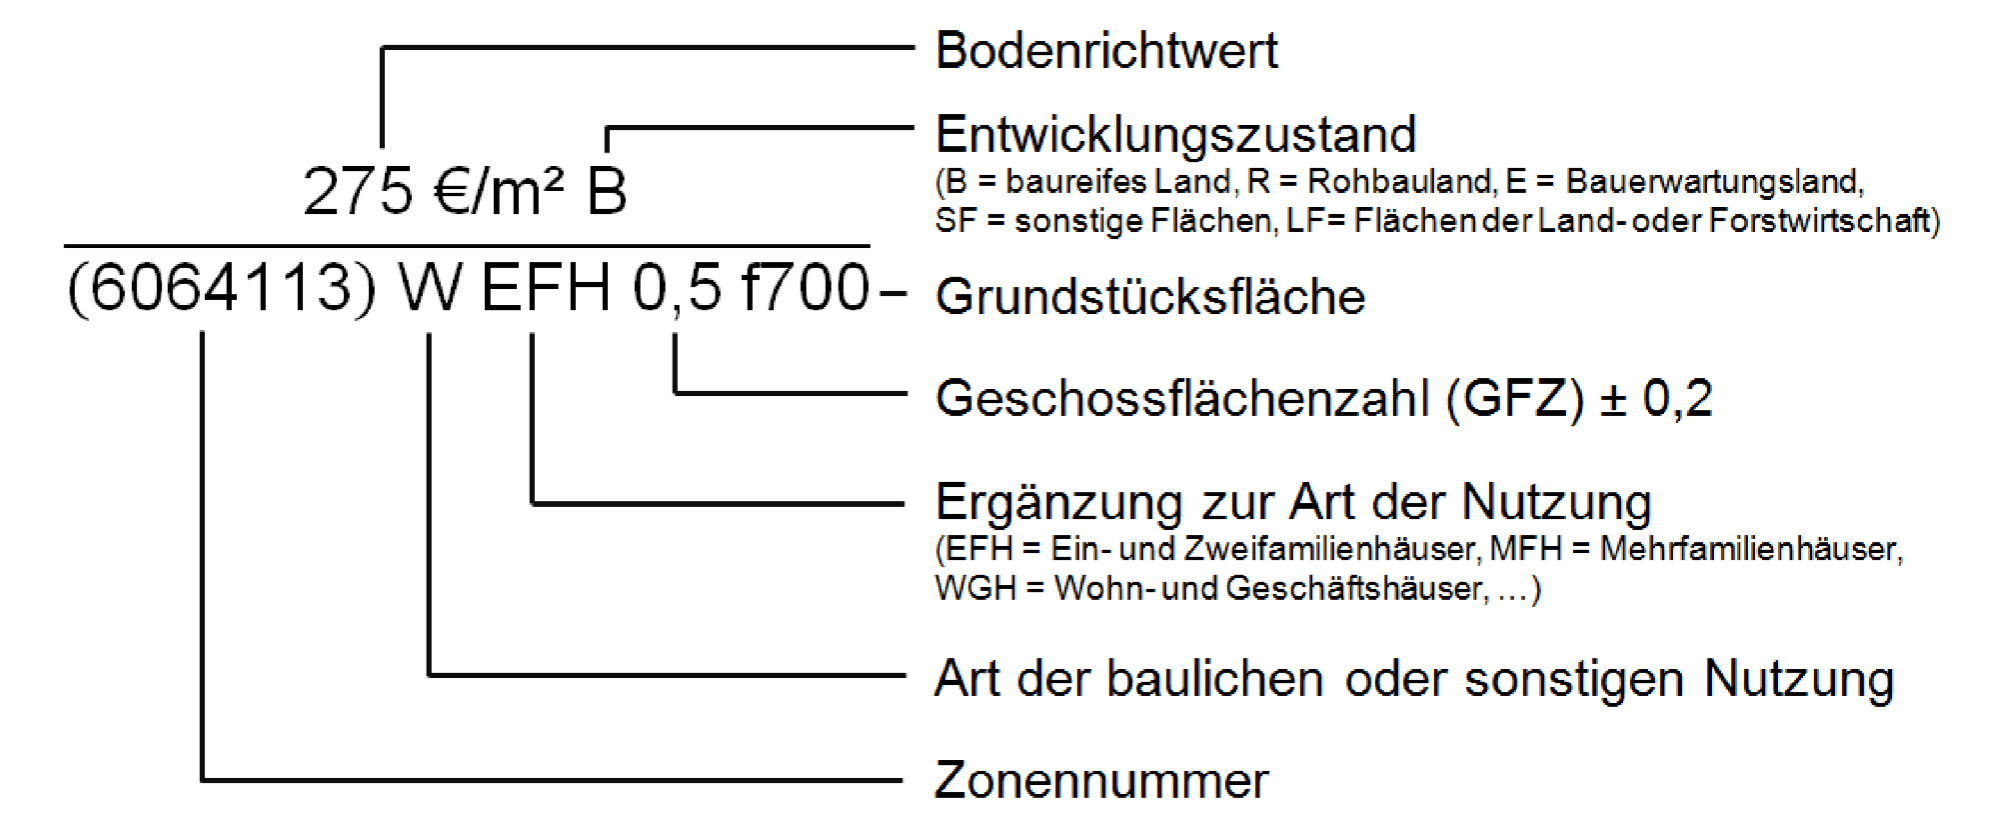 Bodenrichtwert
Entwicklungszustand
(B = baureifes Land, R = Rohbauland, E = Bauerwartungsland,
SF = sonstige Flächen, LF= Flächen der Land- oder Forstwirtschaft)
275 €/m² B
(6064113) W EFH 0,5 f700
Grundstücksfläche
Geschossflächenzahl (GFZ) ± 0,2
Ergänzung zur Art der Nutzung
(EFH = Ein- und Zweifamilienhäuser, MFH = Mehrfamilienhäuser,
WGH = Wohn- und Geschäftshäuser, ...)
Art der baulichen oder sonstigen Nutzung
Zonennummer